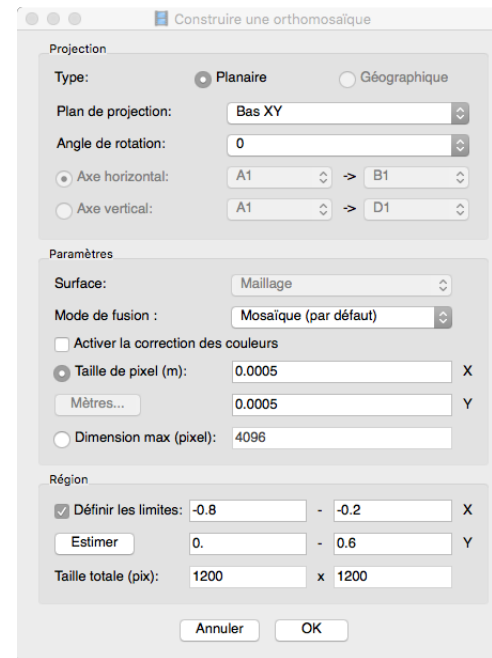 Construire une orthomosaïque
Projection
Type: Planaire Géographique
Plan de projection: Bas XY
Angle de rotation: 0
Axe horizontal: A1 -> B1
Axe vertical: A1 -> D1
Paramètres
Surface: Maillage
Mode de fusion : Mosaïque (par défaut)
Activer la correction des couleurs
Taille de pixel (m): 0.0005 X
Mètres... 0.0005 Y
Dimension max (pixel): 4096
Région
Définir les limites: -0.8 - -0.2 X
Estimer 0. - 0.6 Y
Taille totale (pix): 1200 x 1200
Annuler OK